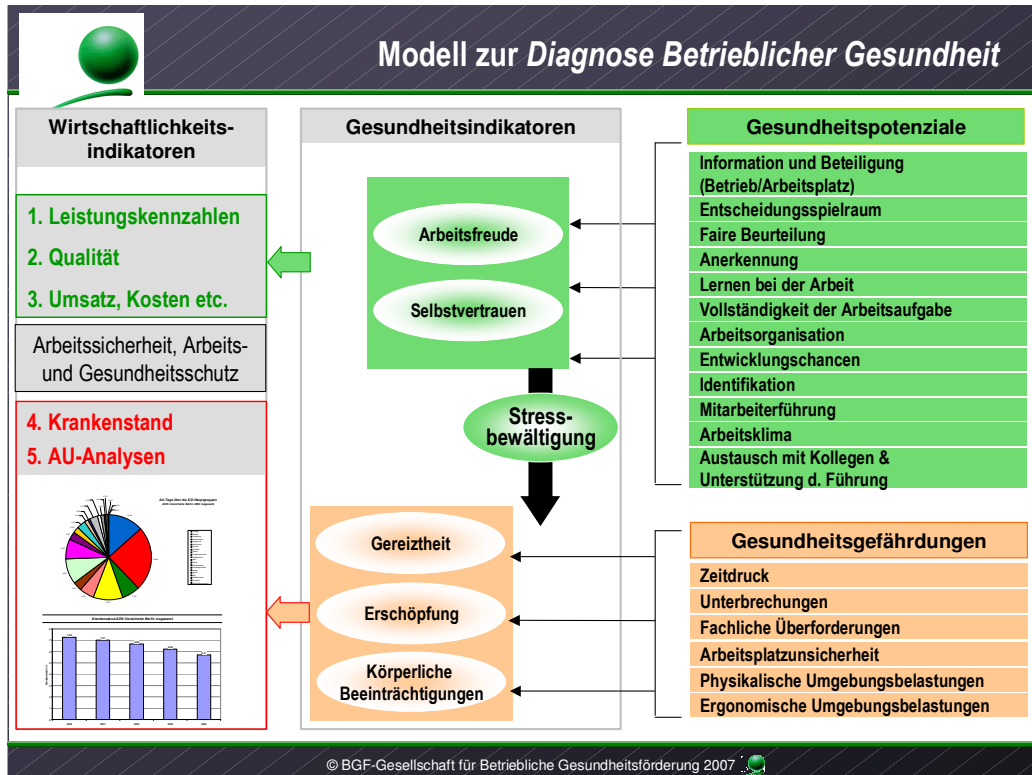 Modell zur Diagnose Betrieblicher Gesundheit
Wirtschaftlichkeits-
indikatoren
1. Leistungskennzahlen
2. Qualität
3. Umsatz, Kosten etc.
Arbeitssicherheit, Arbeits-
und Gesundheitsschutz
4. Krankenstand
5. AU-Analysen
Gesundheitsindikatoren
Arbeitsfreude
Selbstvertrauen
Stress-
bewältigung
Gereiztheit
Erschöpfung
Körperliche
Beeinträchtigungen
Gesundheitspotenziale
Information und Beteiligung
(Betrieb/Arbeitsplatz)
Entscheidungsspielraum
Faire Beurteilung
Anerkennung
Lernen bei der Arbeit
Vollständigkeit der Arbeitsaufgabe
Arbeitsorganisation
Entwicklungschancen
Identifikation
Mitarbeiterführung
Arbeitsklima
Austausch mit Kollegen &
Unterstützung d. Führung
Gesundheitsgefährdungen
Zeitdruck
Unterbrechungen
Fachliche Überforderungen
Arbeitsplatzunsicherheit
Physikalische Umgebungsbelastungen
Ergonomische Umgebungsbelastungen
© BGF-Gesellschaft für Betriebliche Gesundheitsförderung 2007